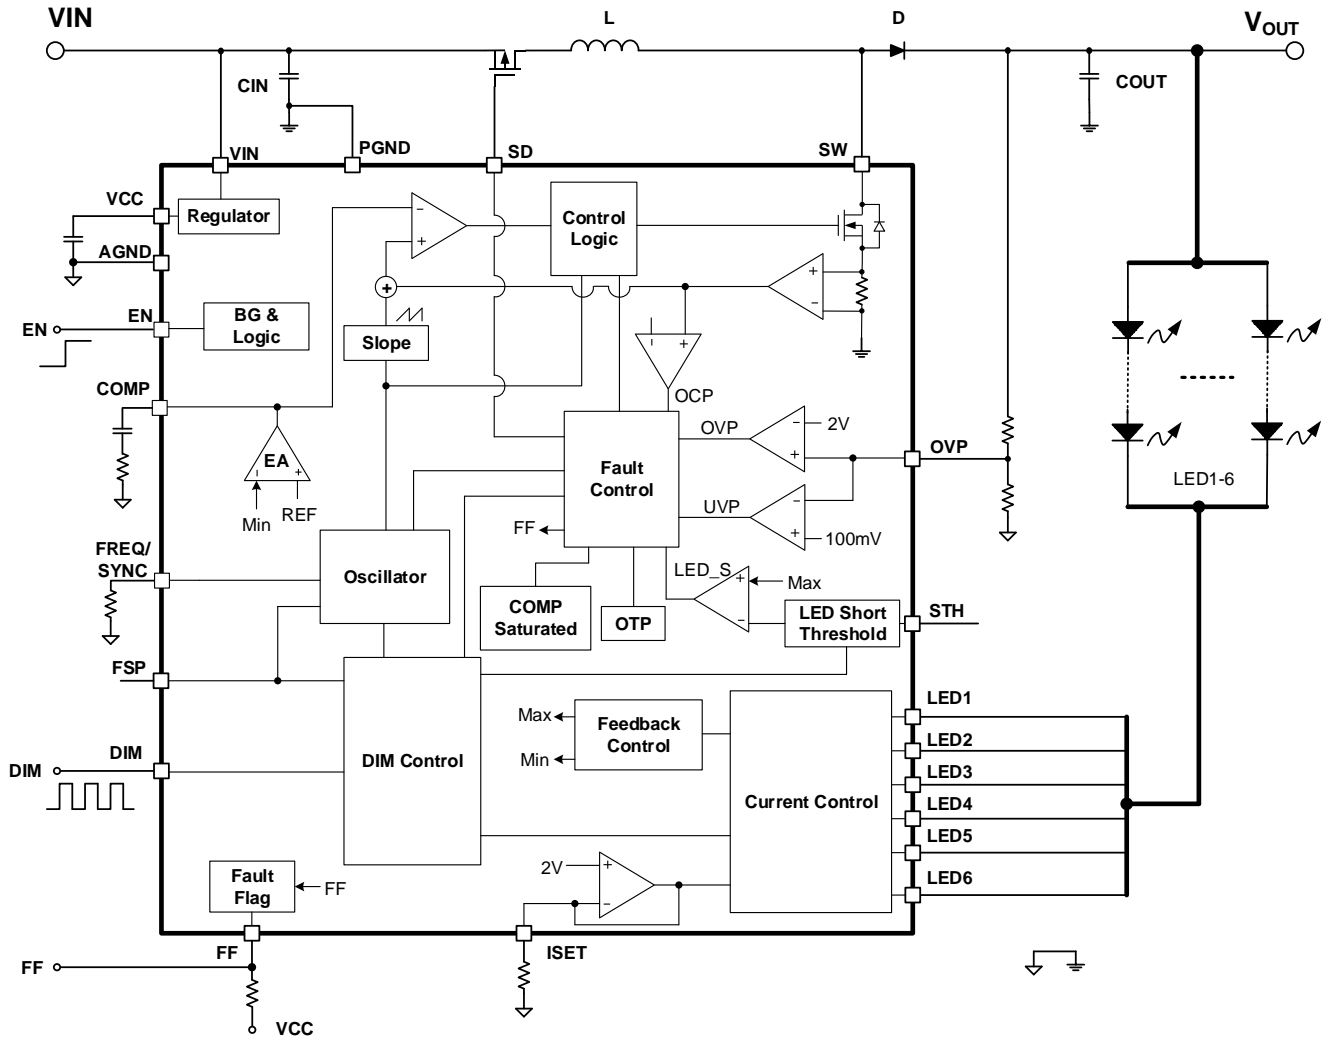 VIN
L
D
VOUT
CIN
COUT
VIN
PGND
SD
SW
VCC
Regulator
Control
Logic
−
+
AGND
+
+
−
EN
EN
BG &
Logic
Slope
−
+
COMP
OCP
OVP
−
2V
+
OVP
EA
−
+
Fault
Control
LED1-6
Min
REF
UVP
−
+
100mV
FF
FREQ/
SYNC
Oscillator
LED_S
+
Max
−
COMP
Saturated
OTP
LED Short
Threshold
STH
FSP
LED1
Max
Feedback
Control
Min
LED2
DIM
DIM
DIM Control
LED3
Current Control
LED4
LED5
2V
+
−
LED6
Fault
Flag
FF
FF
ISET
FF
VCC